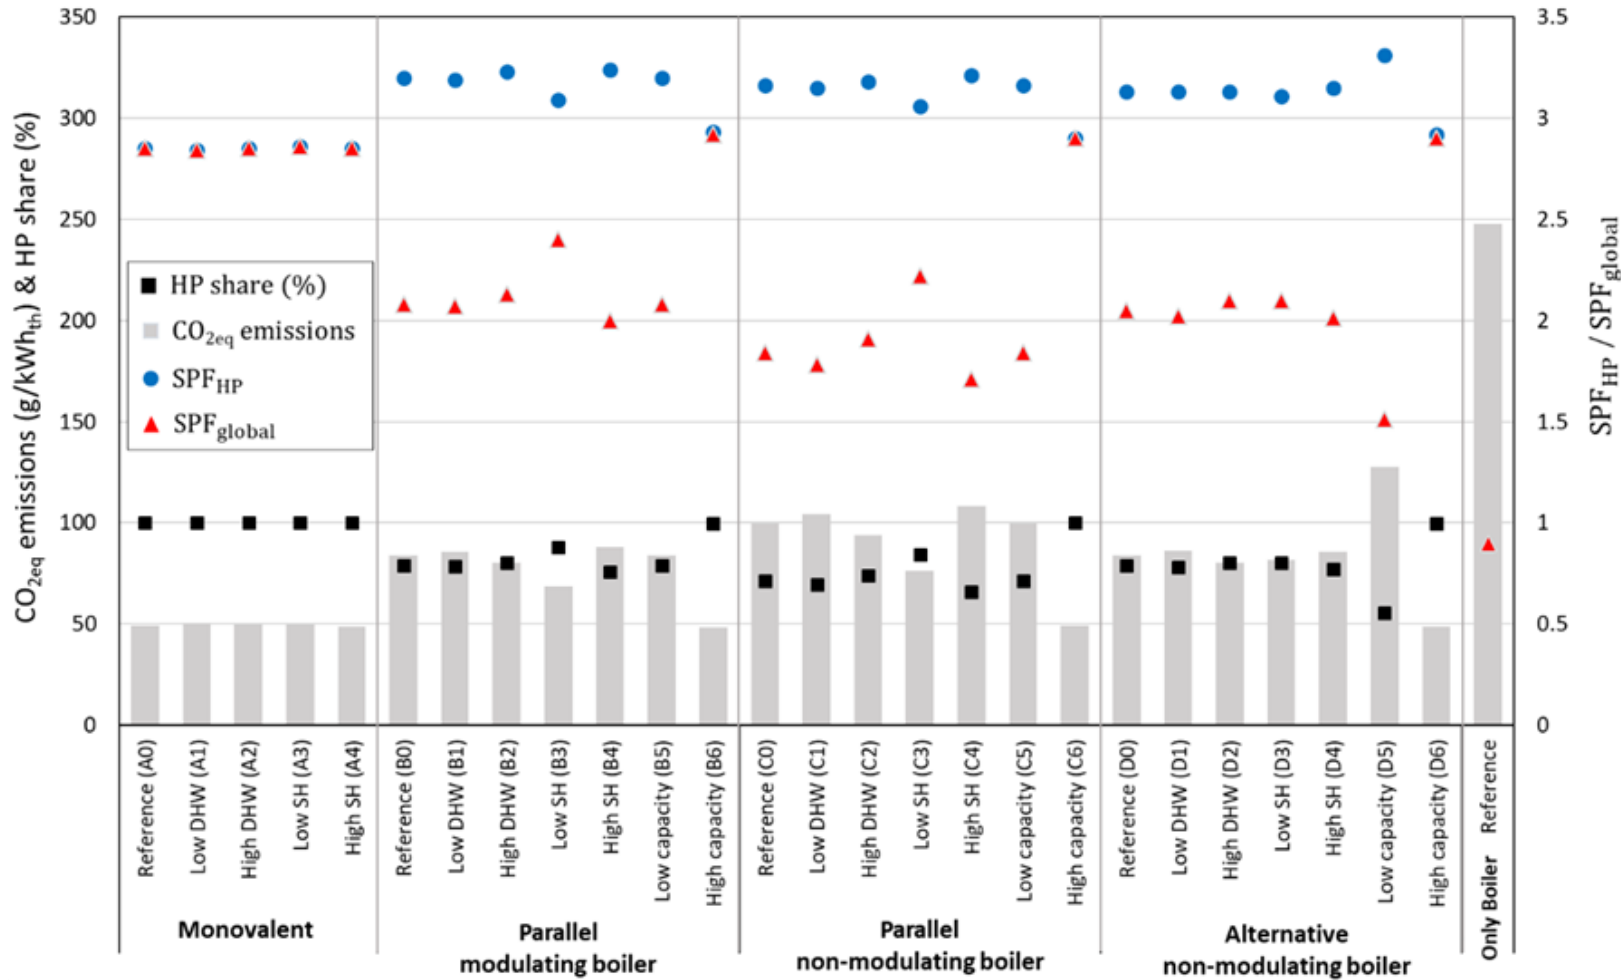 350
300
250
200
150
100
50
0
CO2eq emissions (g/kWhth) & HP share (%)
3.5
3
2.5
2
1.5
1
0.5
0
SPFHP / SPFglobal
HP share (%)
CO2eq emissions
SPFHP
SPFglobal
Reference (A0)
Low DHW (A1)
High DHW (A2)
Low SH (A3)
High SH (A4)
Reference (B0)
Low DHW (B1)
High DHW (B2)
Low SH (B3)
High SH (B4)
Low capacity (B5)
High capacity (B6)
Reference (C0)
Low DHW (C1)
High DHW (C2)
Low SH (C3)
High SH (C4)
Low capacity (C5)
High capacity (C6)
Reference (D0)
Low DHW (D1)
High DHW (D2)
Low SH (D3)
High SH (D4)
Low capacity (D5)
High capacity (D6)
Reference
Monovalent
Parallel
modulating boiler
Parallel
non-modulating boiler
Alternative
non-modulating boiler
Only Boiler